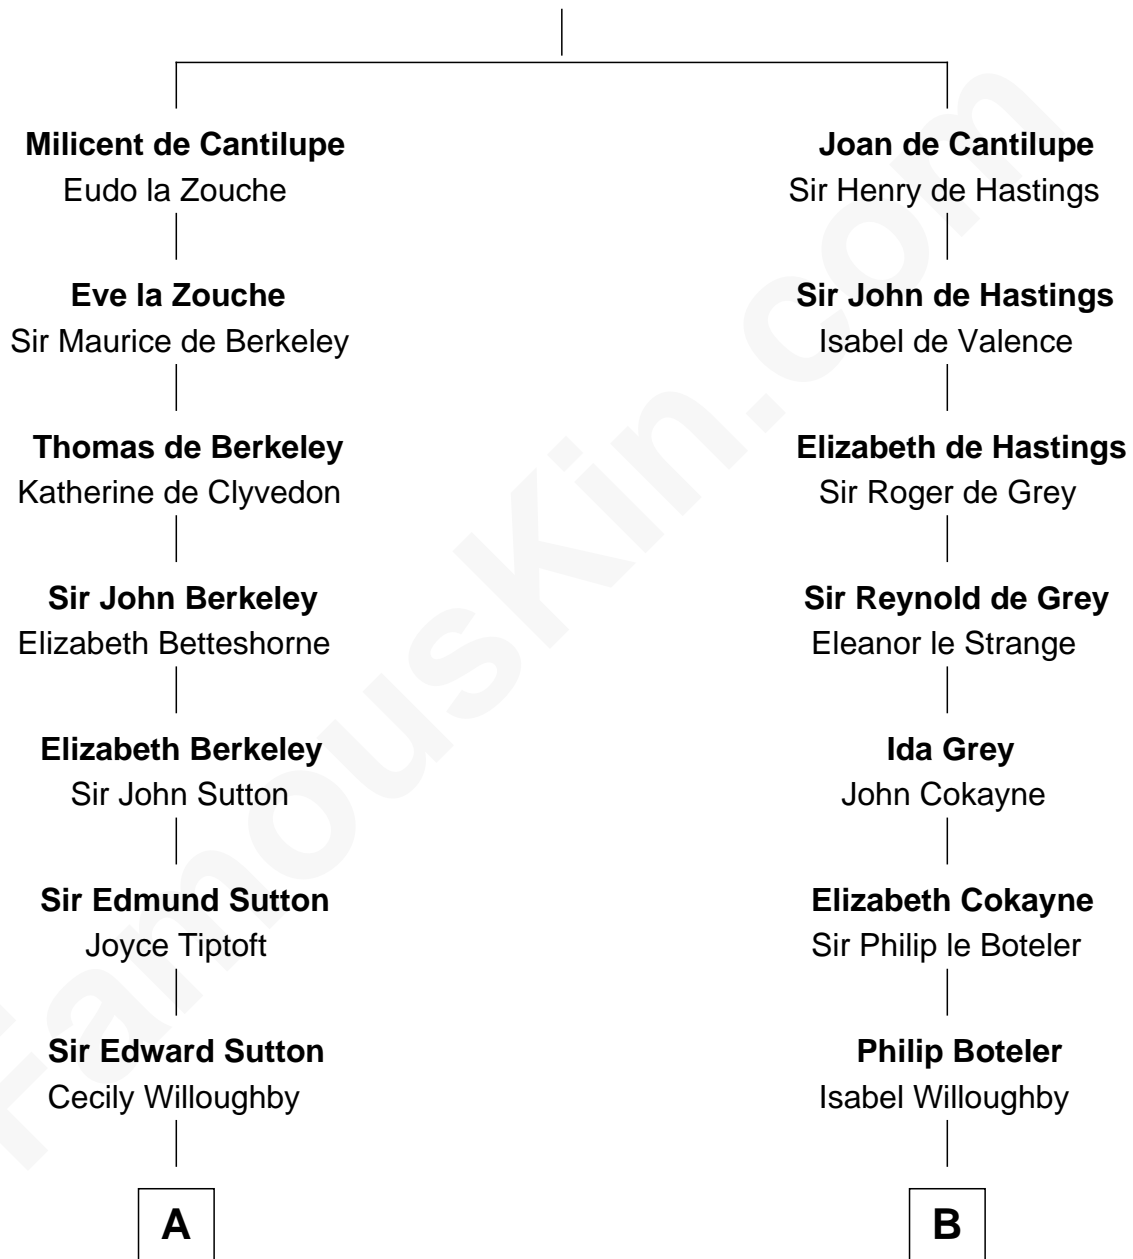 Milicent de Cantilupe
Eudo la Zouche
Eve la Zouche
Sir Maurice de Berkeley
Thomas de Berkeley
Katherine de Clyvedon
Sir John Berkeley
Elizabeth Betteshorne
Elizabeth Berkeley
Sir John Sutton
Sir Edmund Sutton
Joyce Tiptoft
Sir Edward Sutton
Cecily Willoughby
A
Joan de Cantilupe
Sir Henry de Hastings
Sir John de Hastings
Isabel de Valence
Elizabeth de Hastings
Sir Roger de Grey
Sir Reynold de Grey
Eleanor le Strange
Ida Grey
John Cokayne
Elizabeth Cokayne
Sir Philip le Boteler
Philip Boteler
Isabel Willoughby
B
FamousKin.com